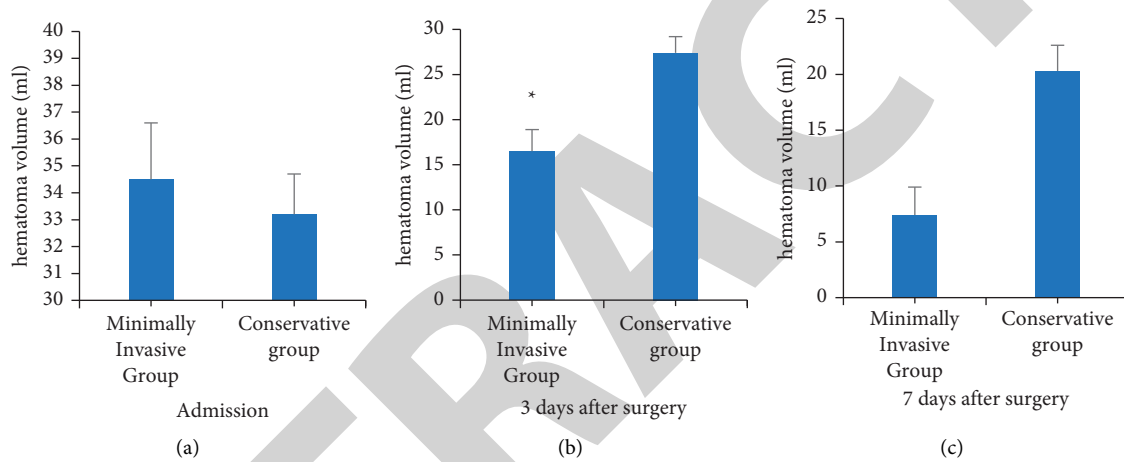 hematoma volume (ml)
40
39
38
37
36
35
34
33
32
31
30
Minimally
Invasive
Group
Conservative
group
Admission
(a)
hematoma volume (ml)
30
25
20
15
10
5
0
*
Minimally
Invasive
Group
Conservative
group
3 days after surgery
(b)
hematoma volume (ml)
25
20
15
10
5
0
Minimally
Invasive
Group
Conservative
group
7 days after surgery
(c)
TRACT